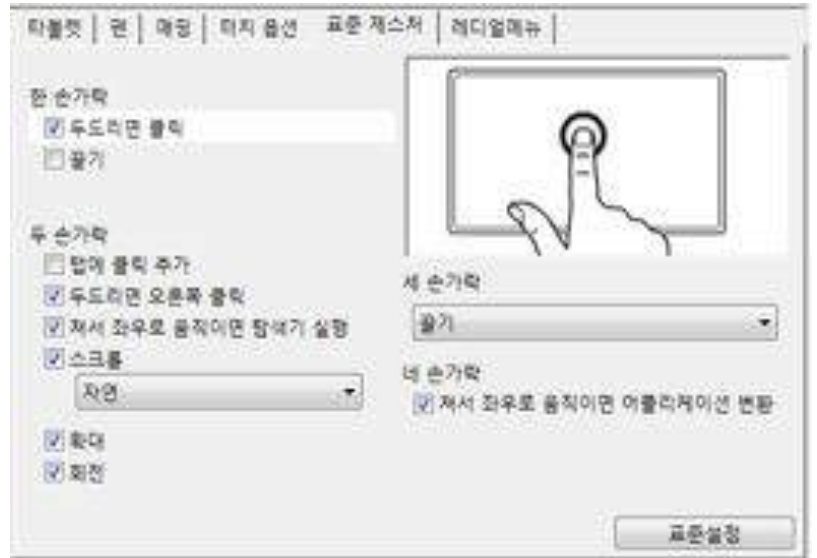 타블렛 | 펜 | 매핑 | 터치 옵션 | 표준 제스처 | 레디얼메뉴
한 손가락
두드리면 클릭
끌기
두 손가락
탭에 클릭 추가
두드리면 오른쪽 클릭
져서 좌우로 움직이면 탐색기 실행
스크롤
자연
확대
회전
세 손가락
끌기
네 손가락
져서 좌우로 움직이면 어플리케이션 변환
표준설정